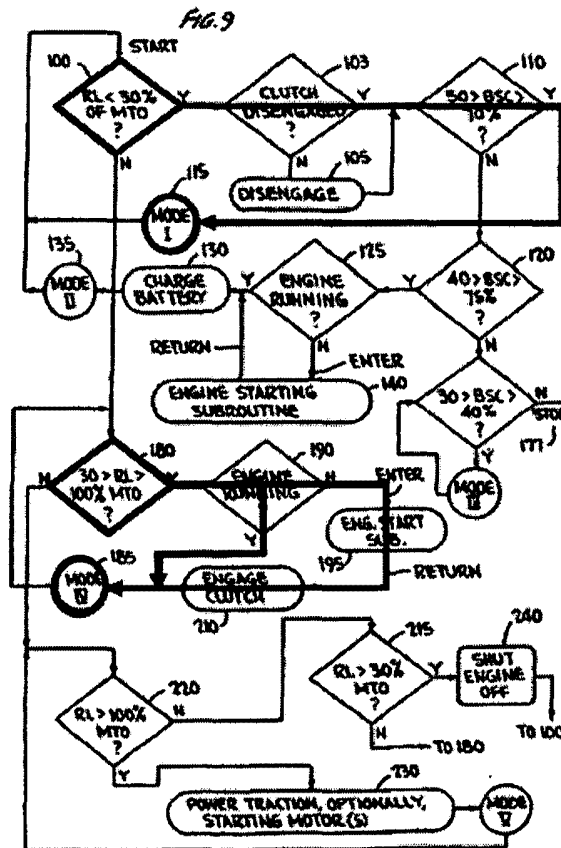 FIG. 9
START
100
RL < 30%
OF MTO
?
Y
N
103
CLUTCH
DISENGAGED
?
Y
N
105
DISENGAGE
110
50 > BSC >
70%
?
Y
N
115
MODE
I
135
MODE
II
130
CHARGE
BATTERY
125
ENGINE
RUNNING
?
Y
N
120
40 > BSC >
75%
?
Y
N
RETURN
ENTER
ENGINE STARTING
SUBROUTINE
140
30 > BSC >
40%
?
N
STOP
177
Y
MODE
III
180
30 > RL >
100% MTO
?
N
Y
190
ENGINE
RUNNING
N
Y
ENTER
ENG. START
SUB.
195
RETURN
185
MODE
IV
ENGAGE
CLUTCH
210
220
RL > 100%
MTO
?
N
Y
215
RL > 30%
MTO
?
Y
N
TO 180
240
SHUT
ENGINE
OFF
TO 100
230
POWER TRACTION, OPTIONALLY,
STARTING MOTOR(S)
MODE
V